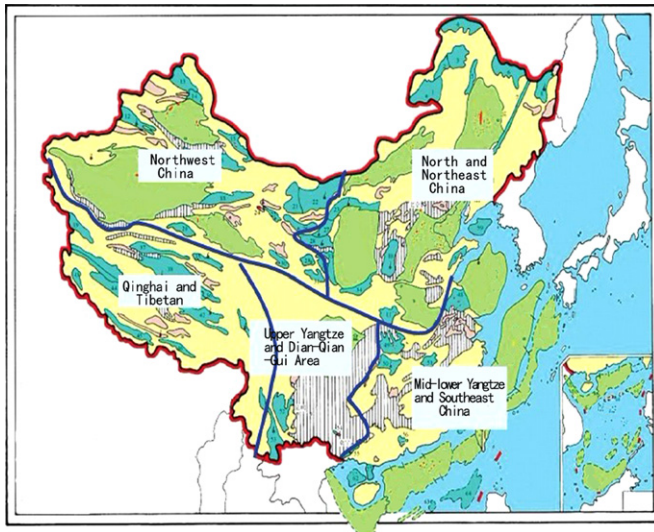 Northwest
China
North and
Northeast
China
Qinghai and
Tibetan
Upper Yangtze
and Dian-Qian
-Gui Area
Mid-lower Yangtze
and Southeast
China